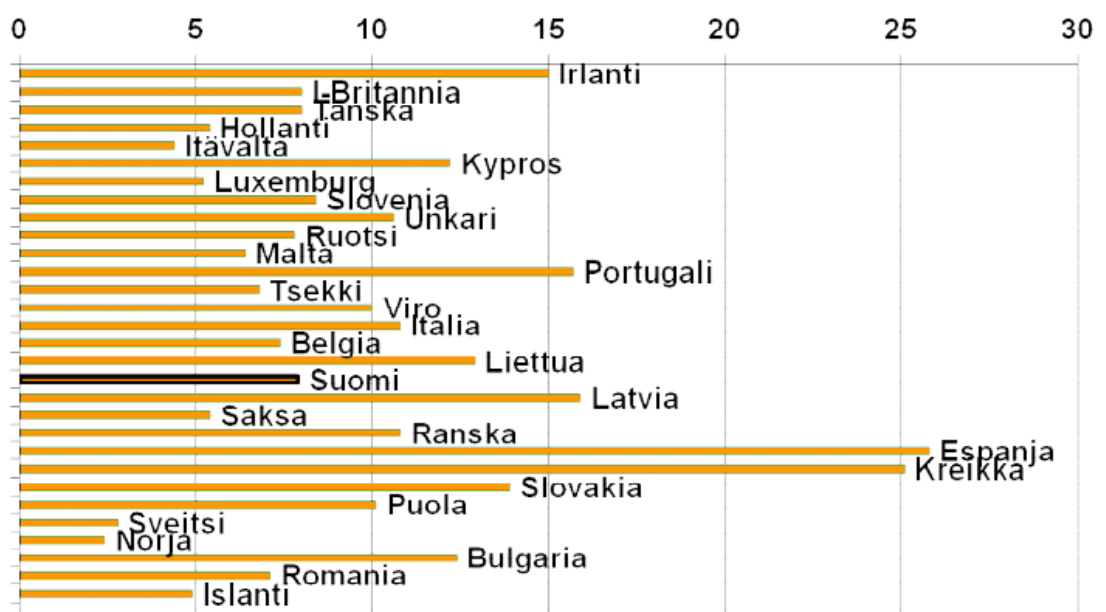 0 5 10 15 20 25 30
Irlanti
I-Britannia
Tanska
Hollanti
Itävalta
Kypros
Luxemburg
Slovenia
Unkari
Ruotsi
Malta
Portugali
Tsekki
Viro
Italia
Belgia
Liettua
Suomi
Latvia
Saksa
Ranska
Espanja
Kreikka
Slovakia
Puola
Sveitsi
Norja
Bulgaria
Romania
Islanti